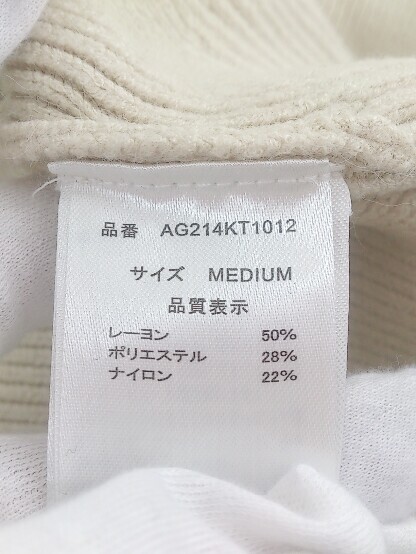 品番 AG214KT1012
サイズ MEDIUM
品質表示
レーヨン 50%
ポリエステル 28%
ナイロン 22%